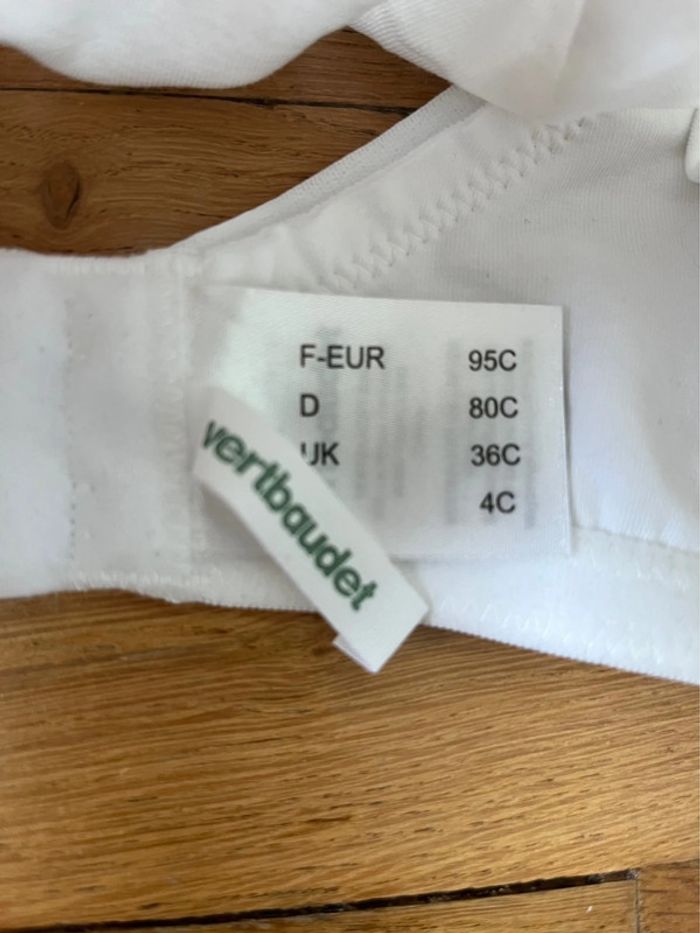 F-EUR 95C
D 80C
UK 36C
4C
vertbaudet